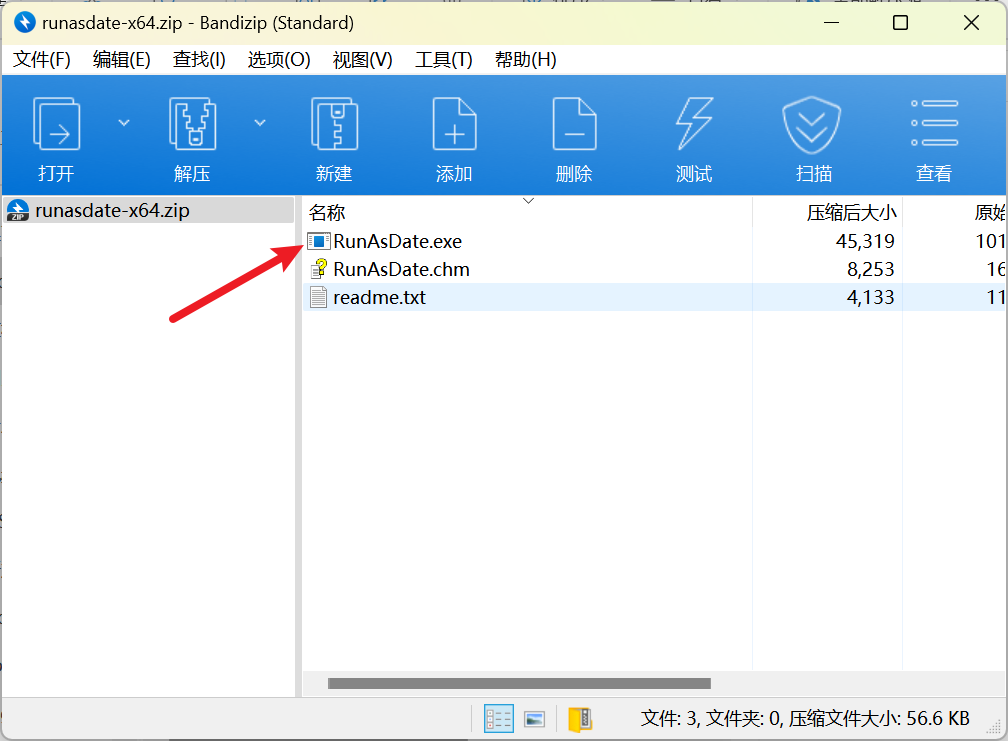 runasdate-x64.zip - Bandizip (Standard)
文件(F) 编辑(E) 查找(I) 选项(O) 视图(V) 工具(T) 帮助(H)
打开 解压 新建 添加 删除 测试 扫描 查看
runasdate-x64.zip
名称 压缩后大小 原始
RunAsDate.exe 45,319 101
RunAsDate.chm 8,253 16
readme.txt 4,133 11
文件: 3, 文件夹: 0, 压缩文件大小: 56.6 KB